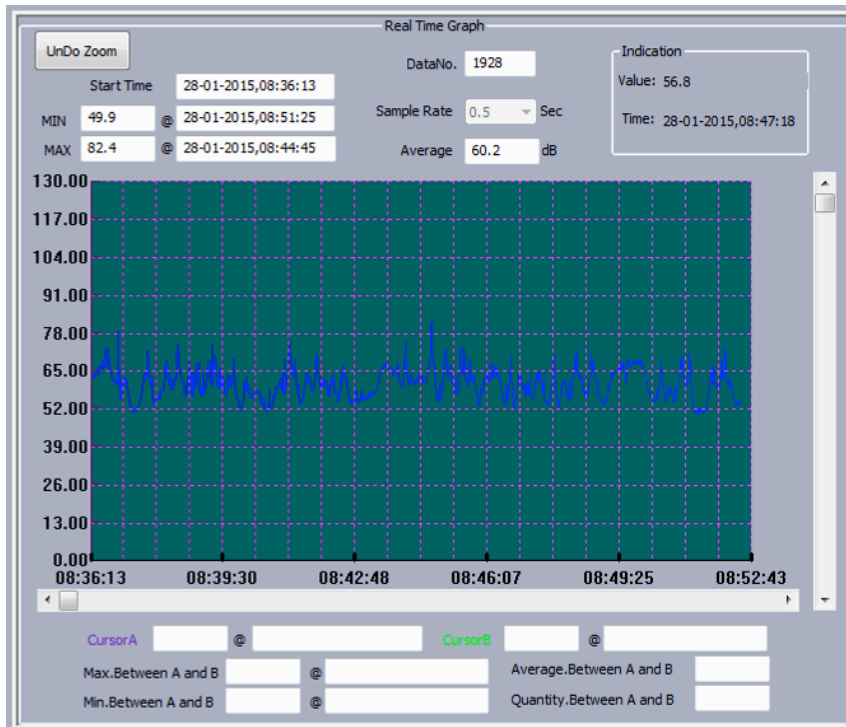 Real Time Graph
UnDo Zoom
DataNo. 1928
Indication
Value: 56.8
Time: 28-01-2015,08:47:18
Start Time 28-01-2015,08:36:13
MIN 49.9 @ 28-01-2015,08:51:25
Sample Rate 0.5 Sec
MAX 82.4 @ 28-01-2015,08:44:45
Average 60.2 dB
130.00
117.00
104.00
91.00
78.00
65.00
52.00
39.00
26.00
13.00
0.00
08:36:13 08:39:30 08:42:48 08:46:07 08:49:25 08:52:43
CursorA @ CursorB @
Max.Between A and B @ Average.Between A and B
Min.Between A and B @ Quantity.Between A and B